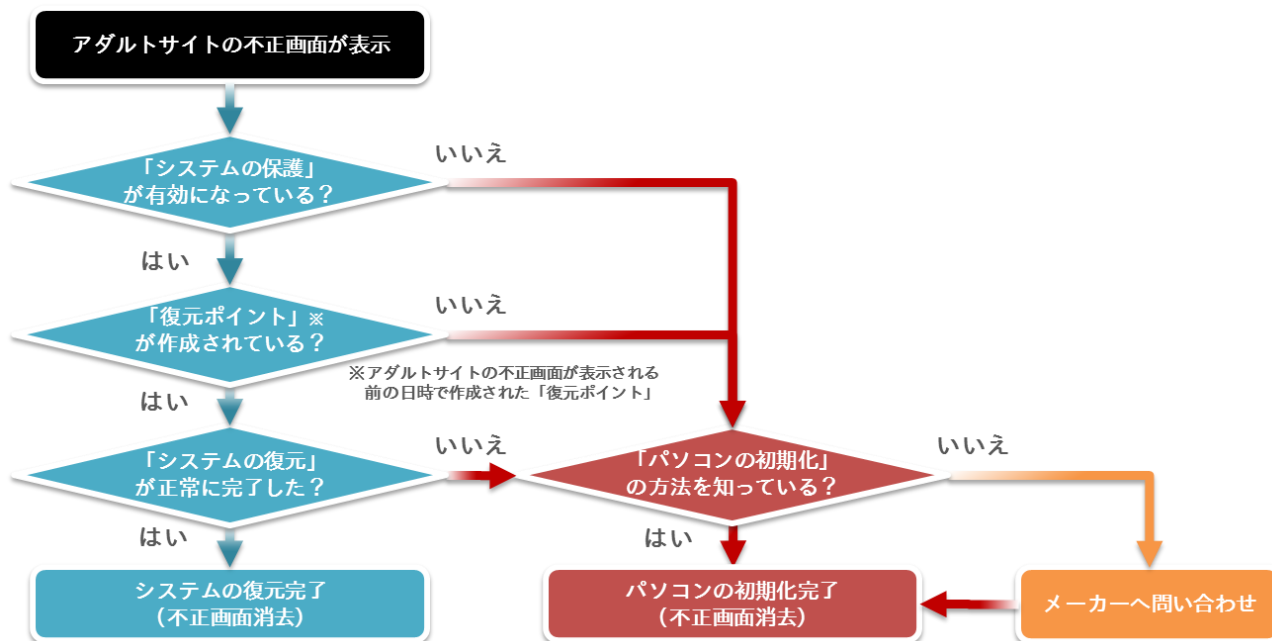 アダルトサイトの不正画面が表示
「システムの保護」
が有効になっている？
いいえ
はい
「復元ポイント」※
が作成されている？
いいえ
※アダルトサイトの不正画面が表示される
前の日時で作成された「復元ポイント」
はい
「システムの復元」
が正常に完了した？
いいえ
「パソコンの初期化」
の方法を知っている？
いいえ
はい
はい
システムの復元完了
（不正画面消去）
パソコンの初期化完了
（不正画面消去）
メーカーへ問い合わせ